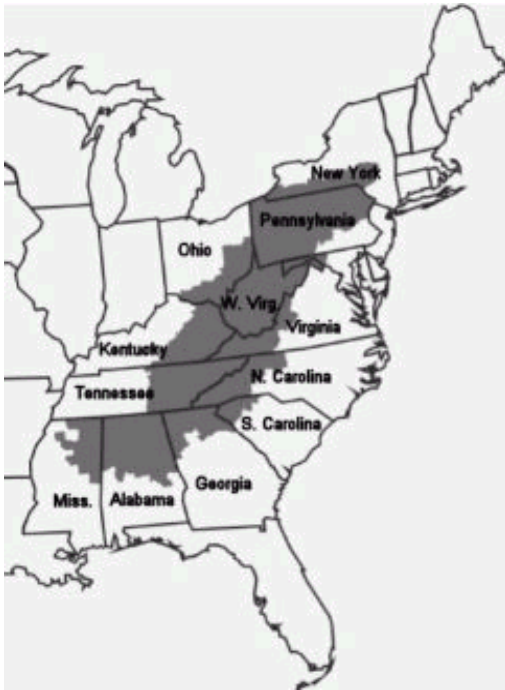 New York
Pennsylvania
Ohio
W. Virg.
Virginia
Kentucky
N. Carolina
Tennessee
S. Carolina
Georgia
Miss.
Alabama